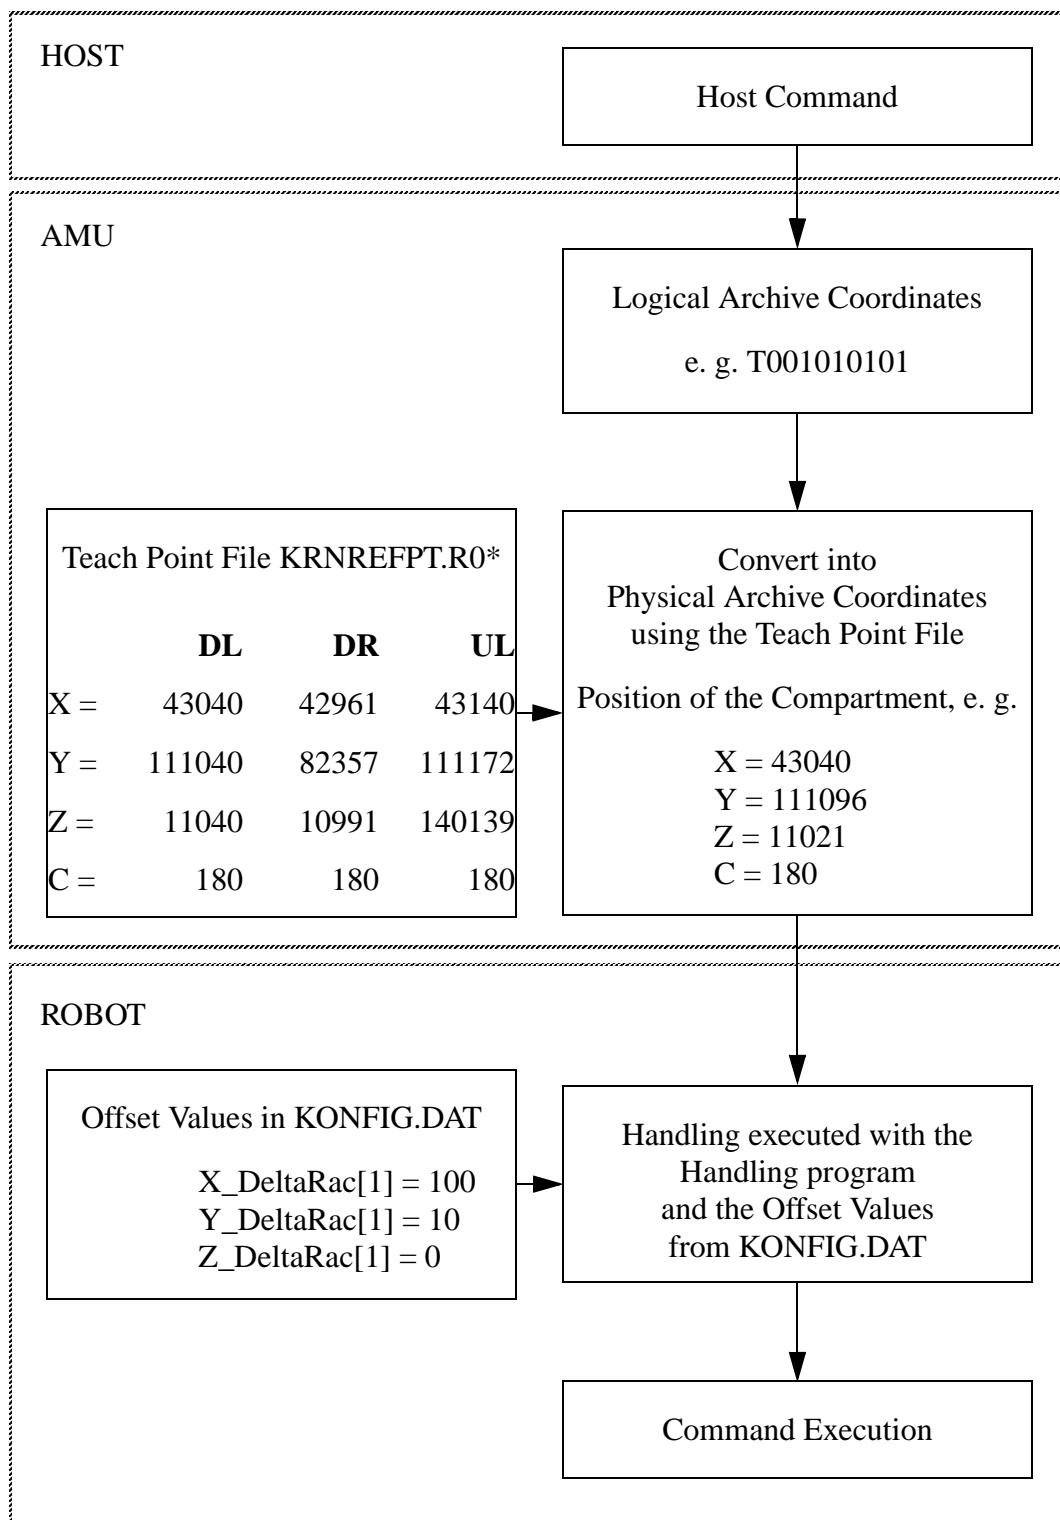 HOST
Host Command
AMU
Logical Archive Coordinates
e. g. T001010101
Teach Point File KRNREFPT.R0*
DL DR UL
X = 43040 42961 43140
Y = 111040 82357 111172
Z = 11040 10991 140139
C = 180 180 180
Convert into
Physical Archive Coordinates
using the Teach Point File
Position of the Compartment, e. g.
X = 43040
Y = 111096
Z = 11021
C = 180
ROBOT
Offset Values in KONFIG.DAT
X_DeltaRac[1] = 100
Y_DeltaRac[1] = 10
Z_DeltaRac[1] = 0
Handling executed with the
Handling program
and the Offset Values
from KONFIG.DAT
Command Execution